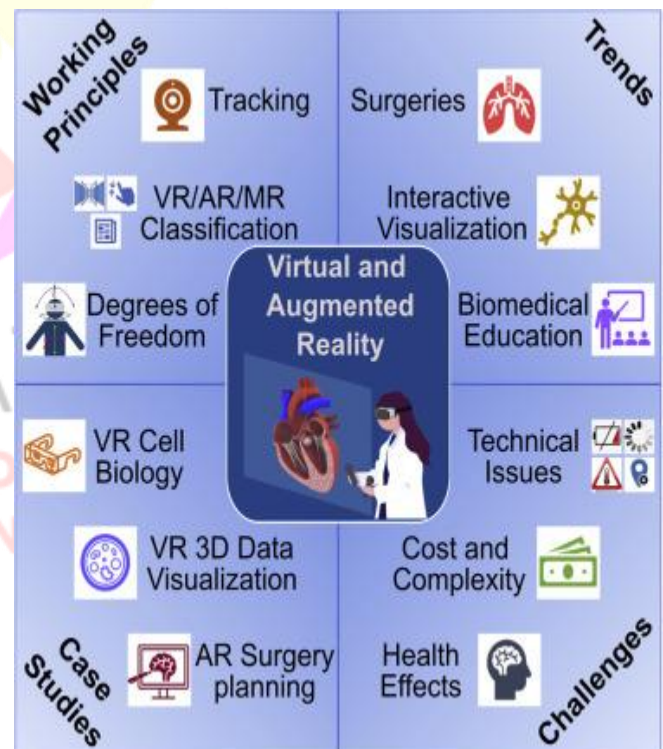 Working
Principles
Tracking
VR/AR/MR
Classification
Degrees of
Freedom
Trends
Surgeries
Interactive
Visualization
Biomedical
Education
Virtual and
Augmented
Reality
VR Cell
Biology
VR 3D Data
Visualization
AR Surgery
planning
Case
Studies
Technical
Issues
Cost and
Complexity
Health
Effects
Challenges